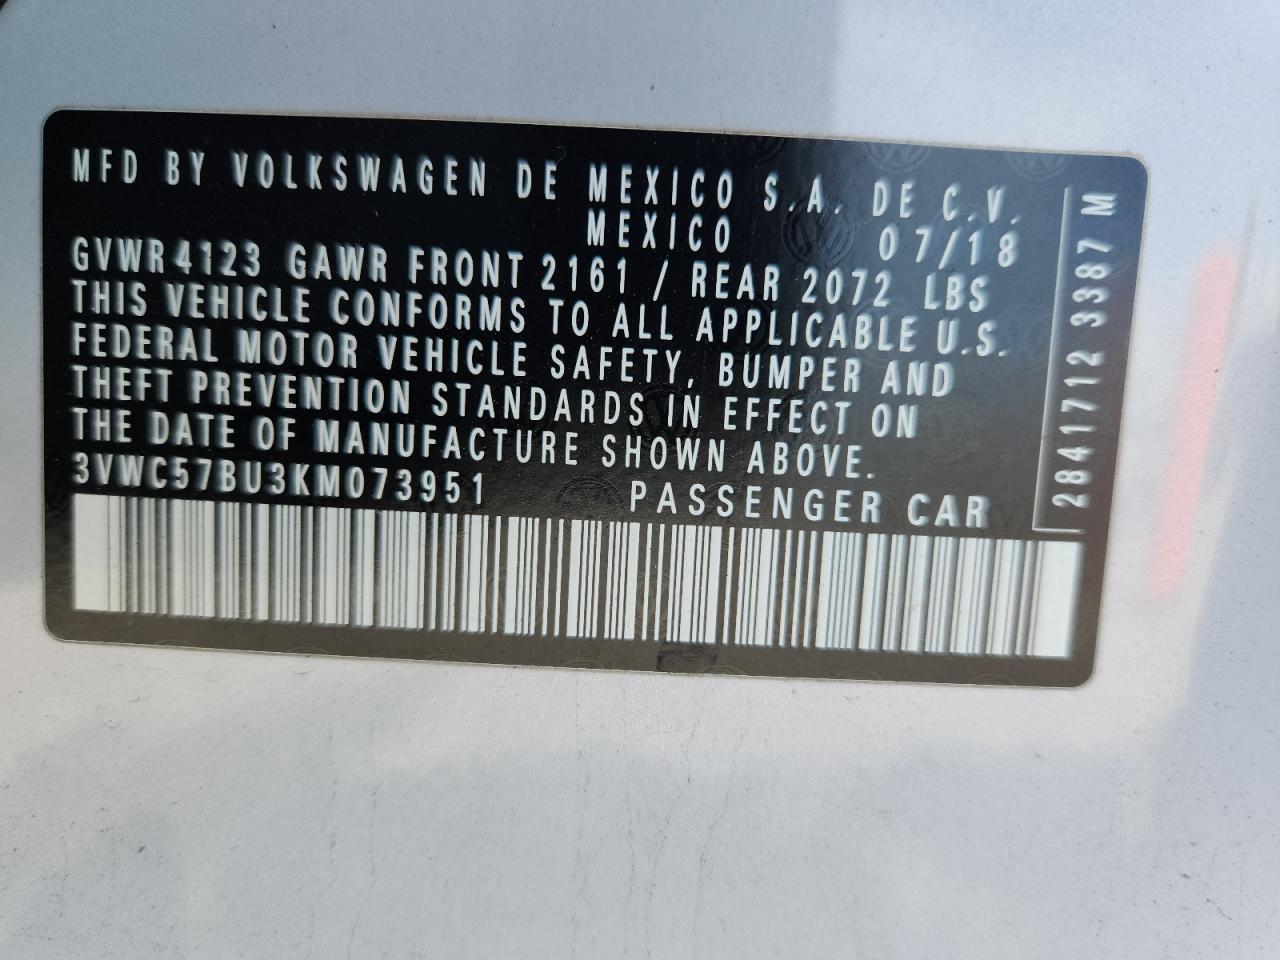 MFD BY VOLKSWAGEN DE MEXICO S.A. DE C.V.
MEXICO 07/18
GVWR 4123 GAWR FRONT 2161 / REAR 2072 LBS
THIS VEHICLE CONFORMS TO ALL APPLICABLE U.S.
FEDERAL MOTOR VEHICLE SAFETY, BUMPER AND
THEFT PREVENTION STANDARDS IN EFFECT ON
THE DATE OF MANUFACTURE SHOWN ABOVE.
3VWC57BU3KM073951 PASSENGER CAR
2841712 3387 M